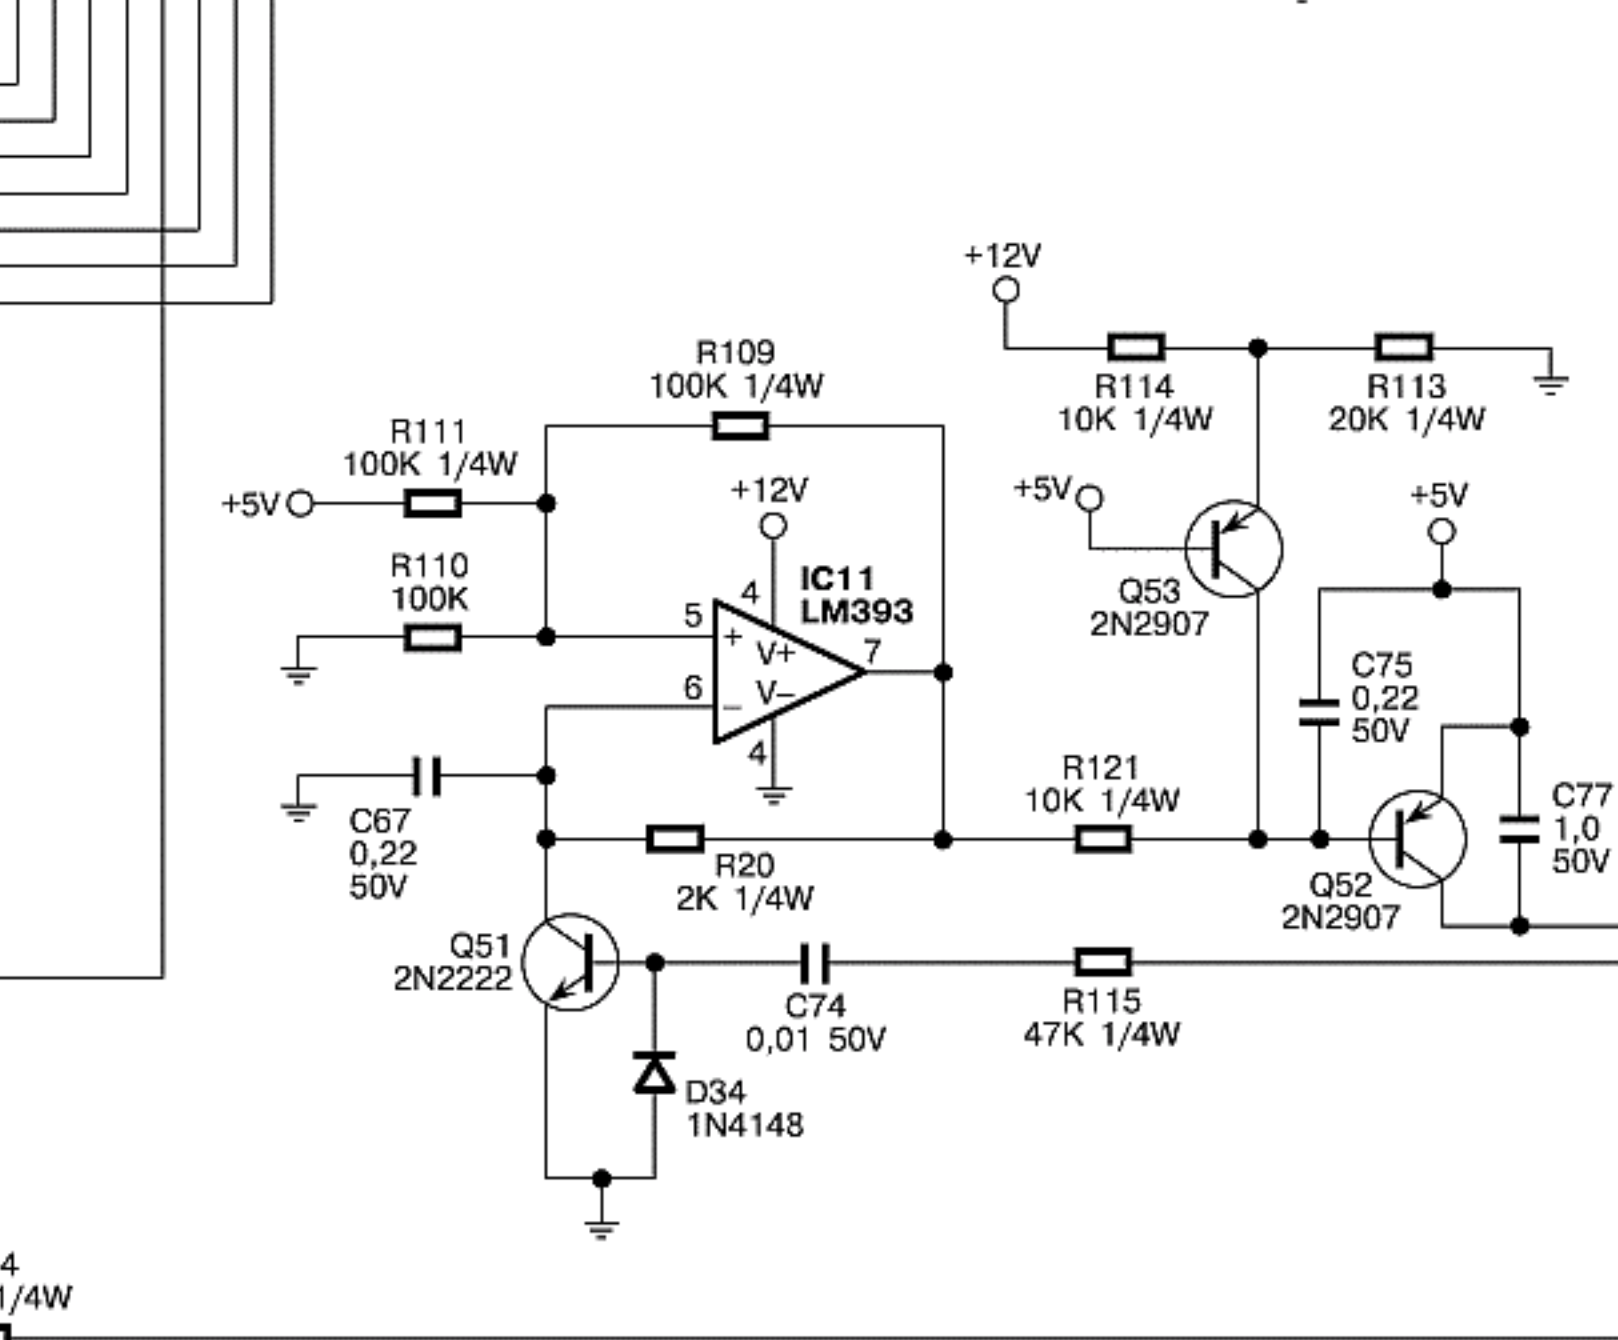 +12V
R109
100K 1/4W
R114
10K 1/4W
R113
20K 1/4W
R111
100K 1/4W
+5V
+12V
+5V
+5V
R110
100K
4
IC11
LM393
5
+
V+
7
Q53
2N2907
6
–
V–
4
C75
0,22
50V
R121
10K 1/4W
C77
1,0
50V
C67
0,22
50V
R20
2K 1/4W
Q52
2N2907
Q51
2N2222
C74
0,01 50V
R115
47K 1/4W
D34
1N4148
4
1/4W